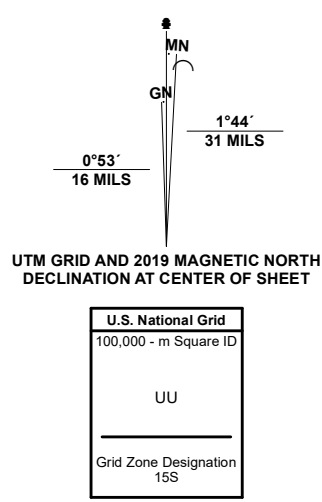 MN
GN
1°44´
31 MILS
0°53´
16 MILS
UTM GRID AND 2019 MAGNETIC NORTH
DECLINATION AT CENTER OF SHEET
U.S. National Grid
100,000 - m Square ID
UU
Grid Zone Designation
15S